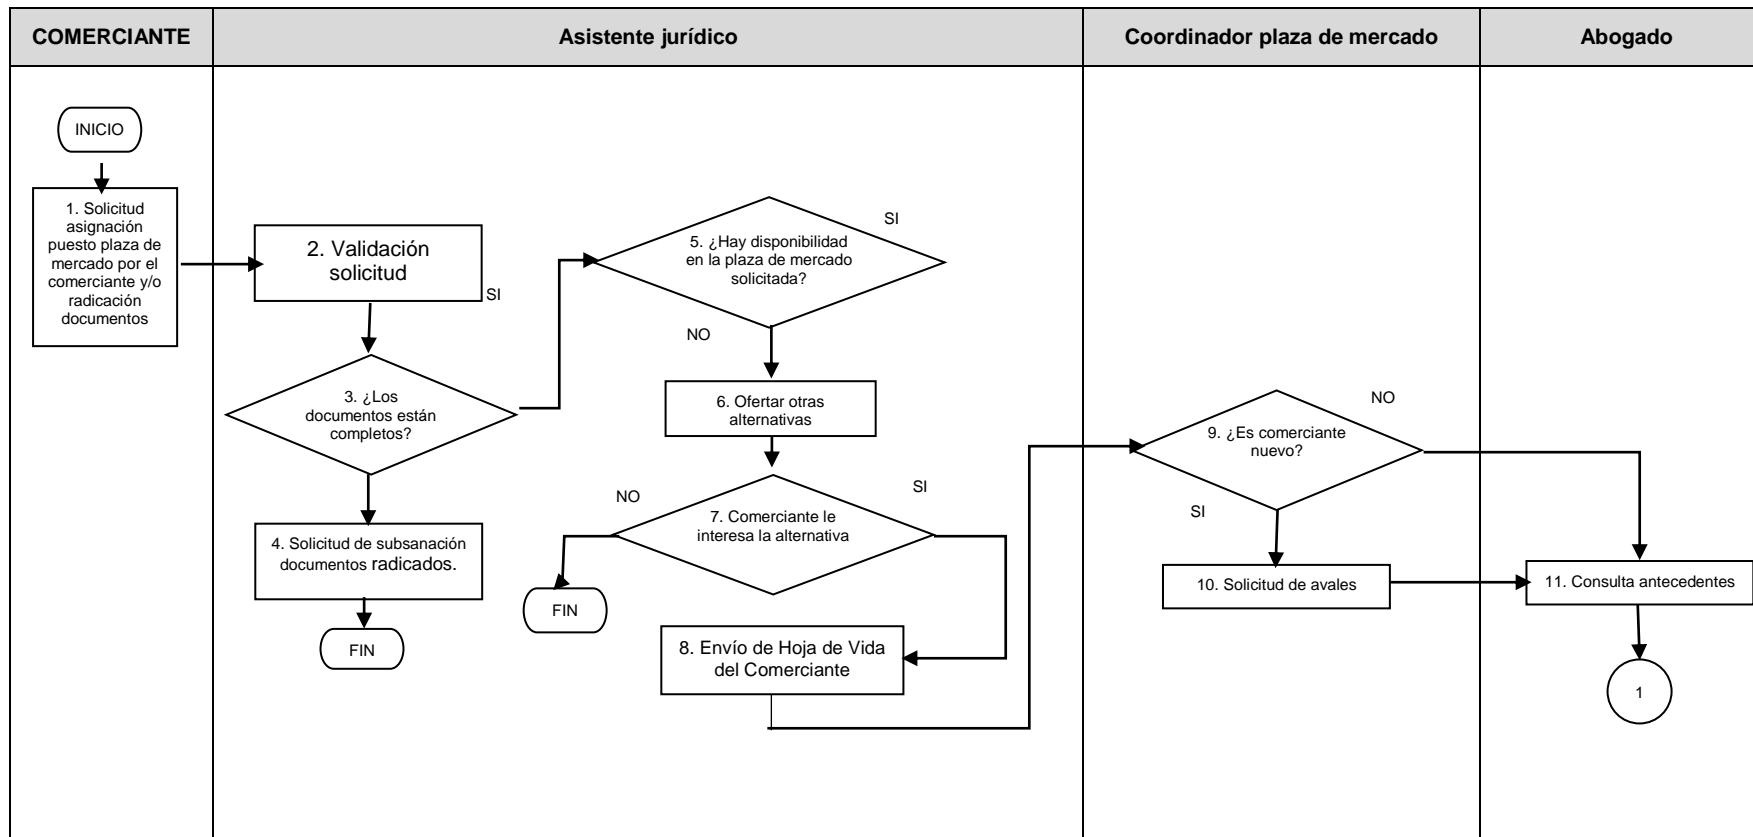 COMERCIANTE
Asistente jurídico
Coordinador plaza de mercado
Abogado
INICIO
1. Solicitud
asignación
puesto plaza de
mercado por el
comerciante y/o
radicación
documentos
2. Validación
solicitud
SI
3. ¿Los
documentos están
completos?
4. Solicitud de subsanación
documentos radicados.
FIN
5. ¿Hay disponibilidad
en la plaza de mercado
solicitada?
SI
NO
6. Ofertar otras
alternativas
7. Comerciante le
interesa la alternativa
NO
SI
FIN
8. Envío de Hoja de Vida
del Comerciante
9. ¿Es comerciante
nuevo?
NO
SI
10. Solicitud de avales
11. Consulta antecedentes
1